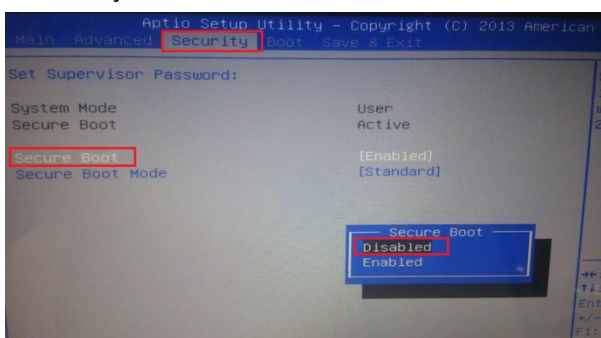 Aptio Setup Utility – Copyright (C) 2013 American
Main Advanced Security Boot Save & Exit
Set Supervisor Password:
System Mode User
Secure Boot Active
Secure Boot [Enabled]
Secure Boot Mode [Standard]
Secure Boot
Disabled
Enabled